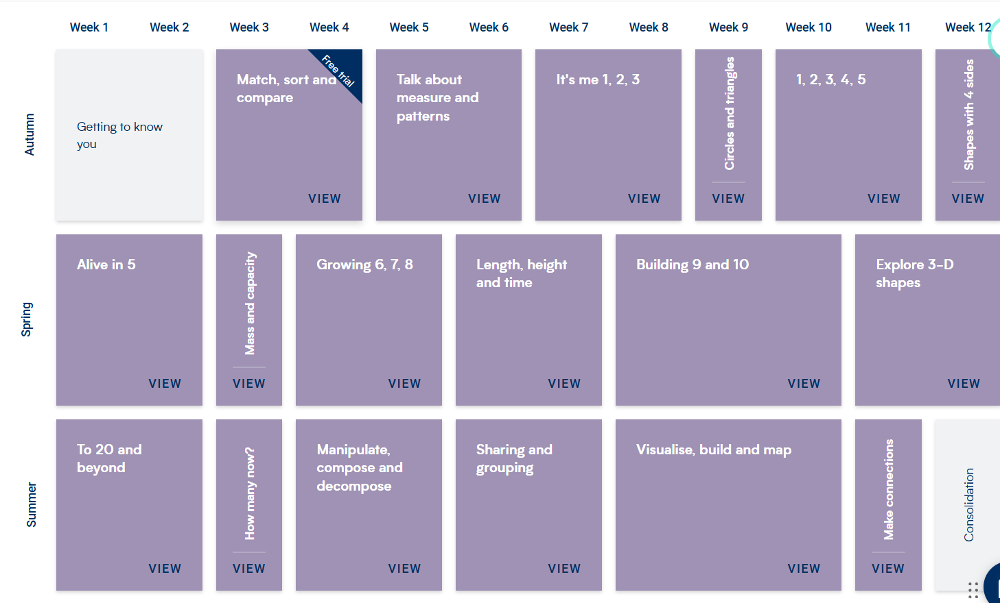 Week 1 Week 2 Week 3 Week 4 Week 5 Week 6 Week 7 Week 8 Week 9 Week 10 Week 11 Week 12
Autumn
Getting to know
you
Match, sort and
compare
Free trial
VIEW
Talk about
measure and
patterns
VIEW
It's me 1, 2, 3
VIEW
Circles and triangles
VIEW
1, 2, 3, 4, 5
VIEW
Shapes with 4 sides
VIEW
Spring
Alive in 5
VIEW
Mass and capacity
VIEW
Growing 6, 7, 8
VIEW
Length, height
and time
VIEW
Building 9 and 10
VIEW
Explore 3-D
shapes
VIEW
Summer
To 20 and
beyond
VIEW
How many now?
VIEW
Manipulate,
compose and
decompose
VIEW
Sharing and
grouping
VIEW
Visualise, build and map
VIEW
Make connections
VIEW
Consolidation